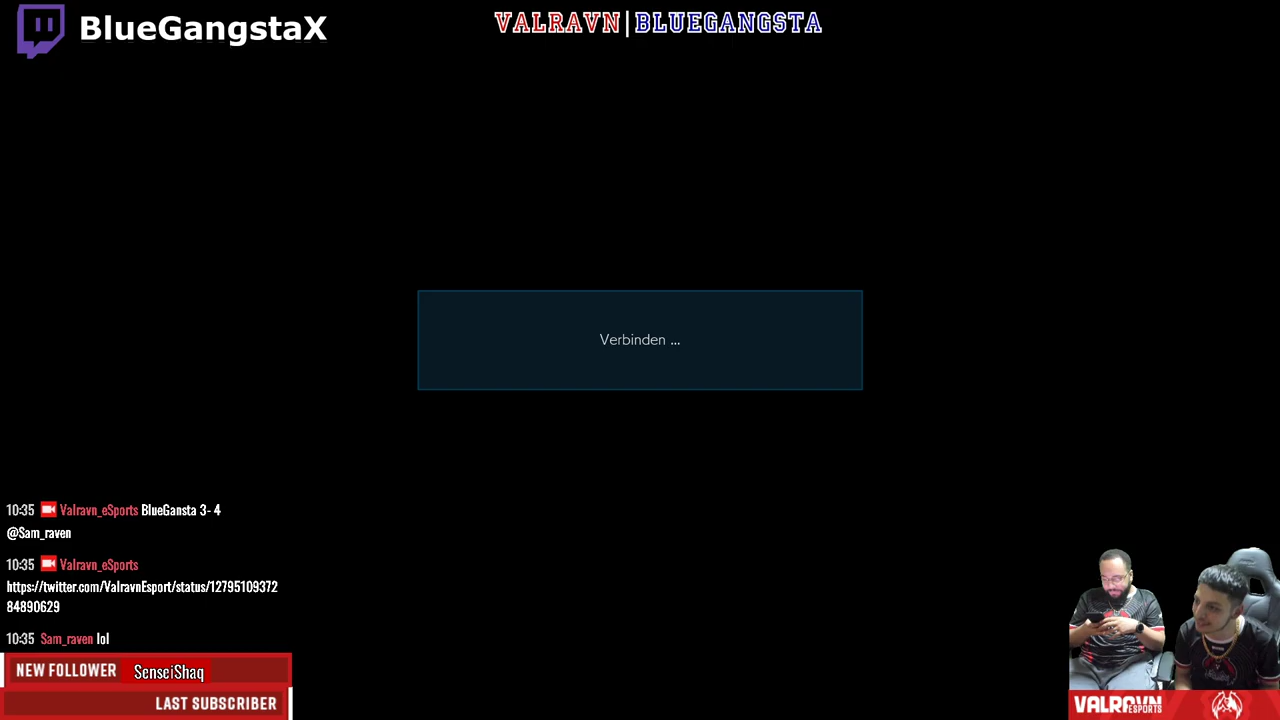 BlueGangstaX
VALRAVN|BLUEGANGSTA
Verbinden ...
10:35 Valravn_eSports BlueGansta 3- 4
@Sam_raven
10:35 Valravn_eSports
https://twitter.com/ValravnEsport/status/12795109372
84890629
10:35 Sam_raven lol
NEW FOLLOWER SenseiShaq
LAST SUBSCRIBER
VALRAVN
ESPORTS